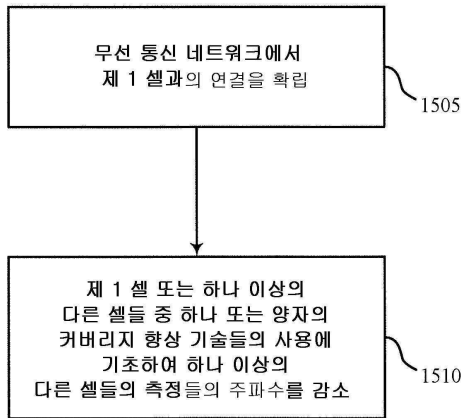 무선 통신 네트워크에서
제 1 셀과의 연결을 확립
1505
제 1 셀 또는 하나 이상의
다른 셀들 중 하나 또는 양자의
커버리지 향상 기술들의 사용에
기초하여 하나 이상의
다른 셀들의 측정들의 주파수를 감소
1510